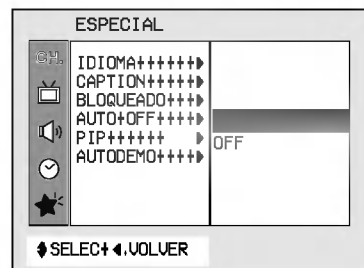 ESPECIAL
CH.
IDIOMA++++++
CAPTION+++++
BLOQUEADO+++
AUTO+OFF++++
PIP++++++
OFF
AUTODEMO++++
SELEC+ .VOLVER